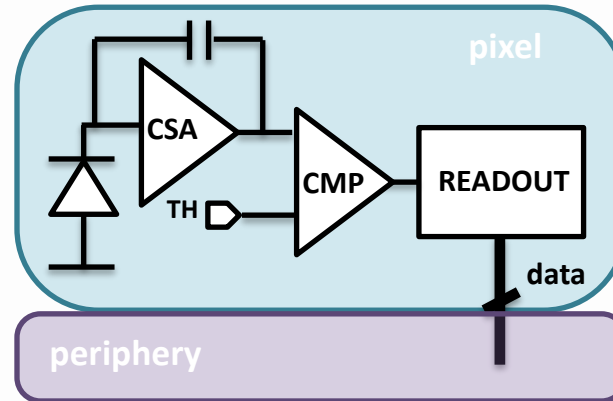 pixel
CSA
CMP
READOUT
TH
data
periphery